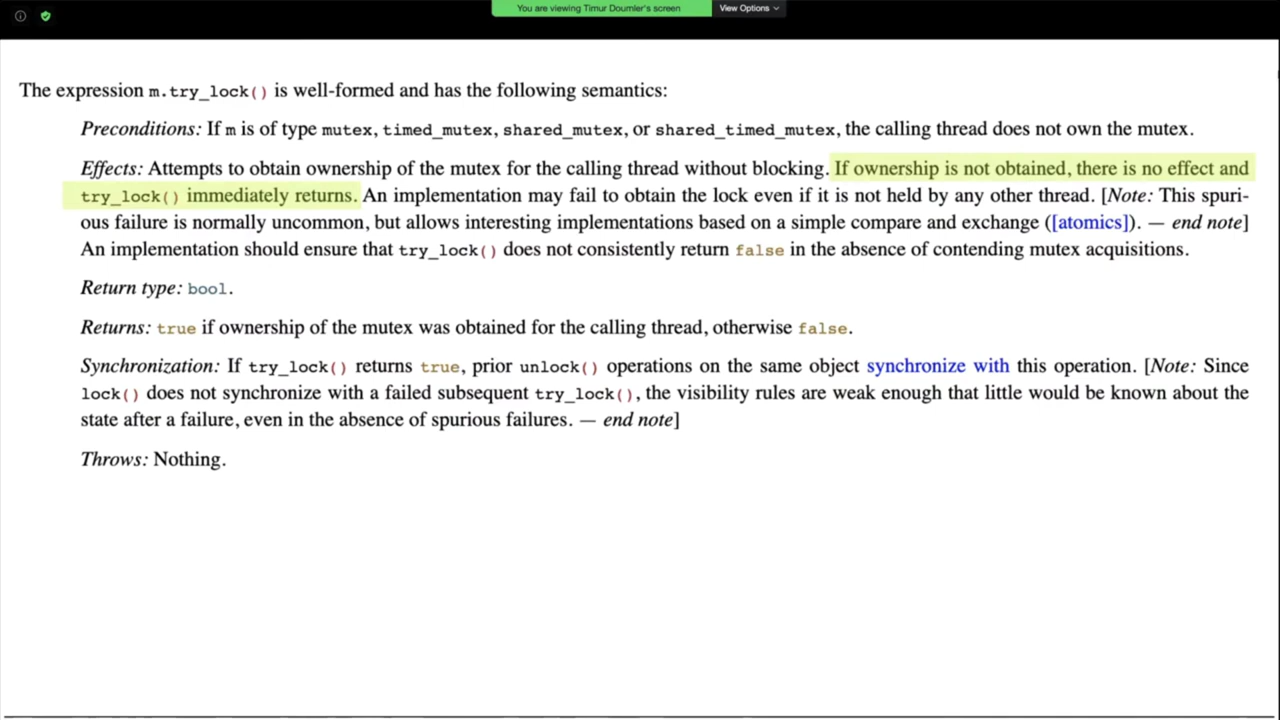 You are viewing Timur Doumler's screen View Options
The expression m.try_lock() is well-formed and has the following semantics:
Preconditions: If m is of type mutex, timed_mutex, shared_mutex, or shared_timed_mutex, the calling thread does not own the mutex.
Effects: Attempts to obtain ownership of the mutex for the calling thread without blocking. If ownership is not obtained, there is no effect and
try_lock() immediately returns. An implementation may fail to obtain the lock even if it is not held by any other thread. [Note: This spuri-
ous failure is normally uncommon, but allows interesting implementations based on a simple compare and exchange ([atomics]). — end note]
An implementation should ensure that try_lock() does not consistently return false in the absence of contending mutex acquisitions.
Return type: bool.
Returns: true if ownership of the mutex was obtained for the calling thread, otherwise false.
Synchronization: If try_lock() returns true, prior unlock() operations on the same object synchronize with this operation. [Note: Since
lock() does not synchronize with a failed subsequent try_lock(), the visibility rules are weak enough that little would be known about the
state after a failure, even in the absence of spurious failures. — end note]
Throws: Nothing.